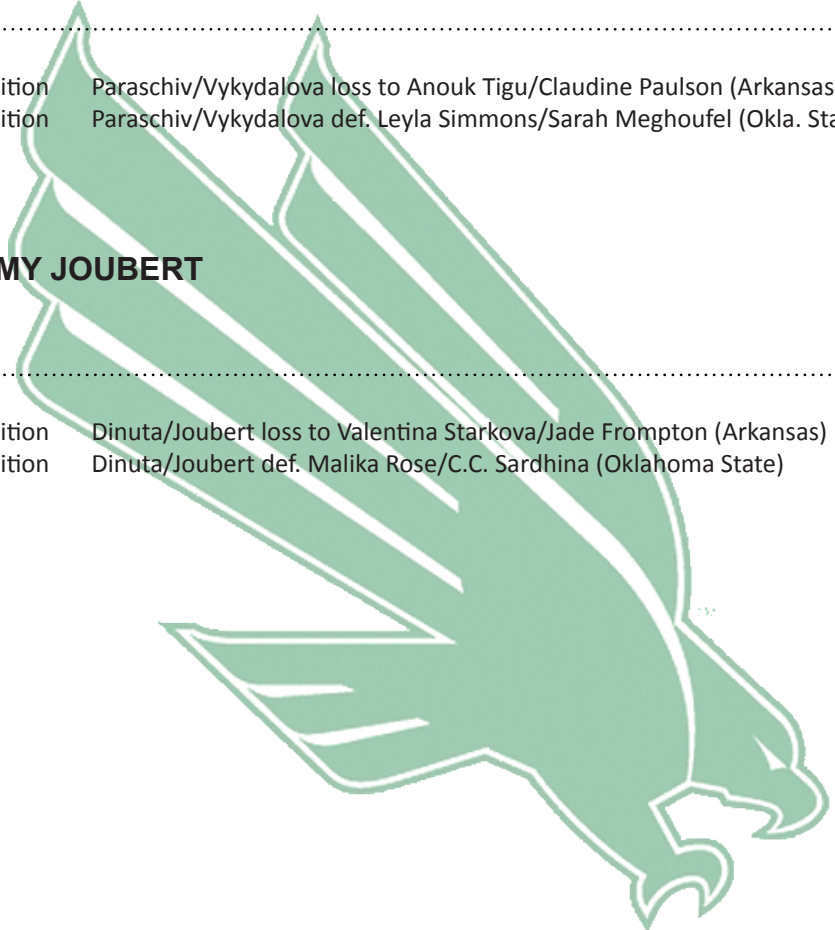 ition Paraschiv/Vykydalova loss to Anouk Tigu/Claudine Paulson (Arkansas
ition Paraschiv/Vykydalova def. Leyla Simmons/Sarah Meghoufel (Okla. Sta
MY JOUBERT
ition Dinuta/Joubert loss to Valentina Starkova/Jade Frompton (Arkansas)
ition Dinuta/Joubert def. Malika Rose/C.C. Sardhina (Oklahoma State)